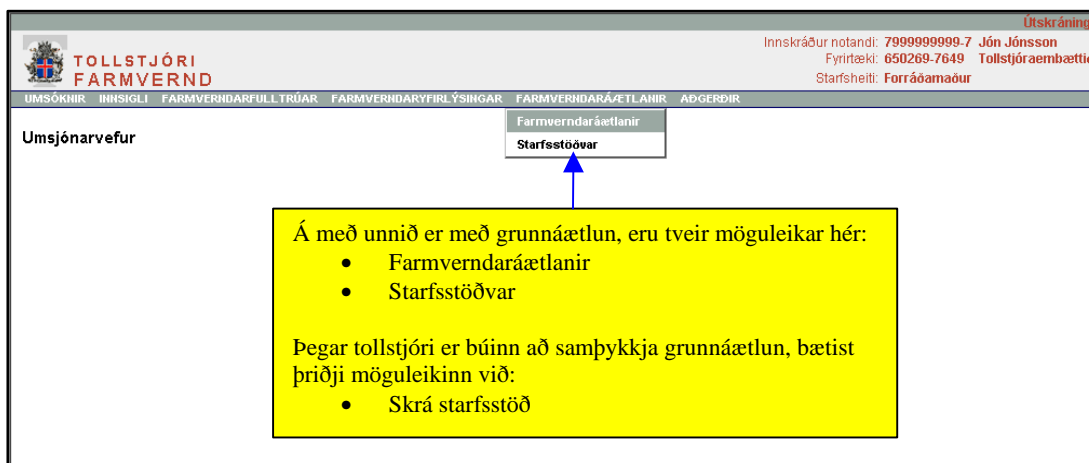 Útskráning
Innskráður notandi: 7999999999-7 Jón Jónsson
Fyrirtæki: 650269-7649 Tollstjóraembættið
Starfsheiti: Forráðamaður
TOLLSTJÓRI
FARMVERND
UMSÓKNIR INNSIGLI FARMVERNDARFULLTRÚAR FARMVERNDARYFIRLÝSINGAR FARMVERNDARÁÆTLANIR AÐGERÐIR
Farmverndaráætlanir
Starfsstöðvar
Umsjónarvefur
Á með unnið er með grunnáætlun, eru tveir möguleikar hér:
• Farmverndaráætlanir
• Starfsstöðvar
Þegar tollstjóri er búinn að samþykkja grunnáætlun, bætist
þriðji möguleikinn við:
• Skrá starfsstöð